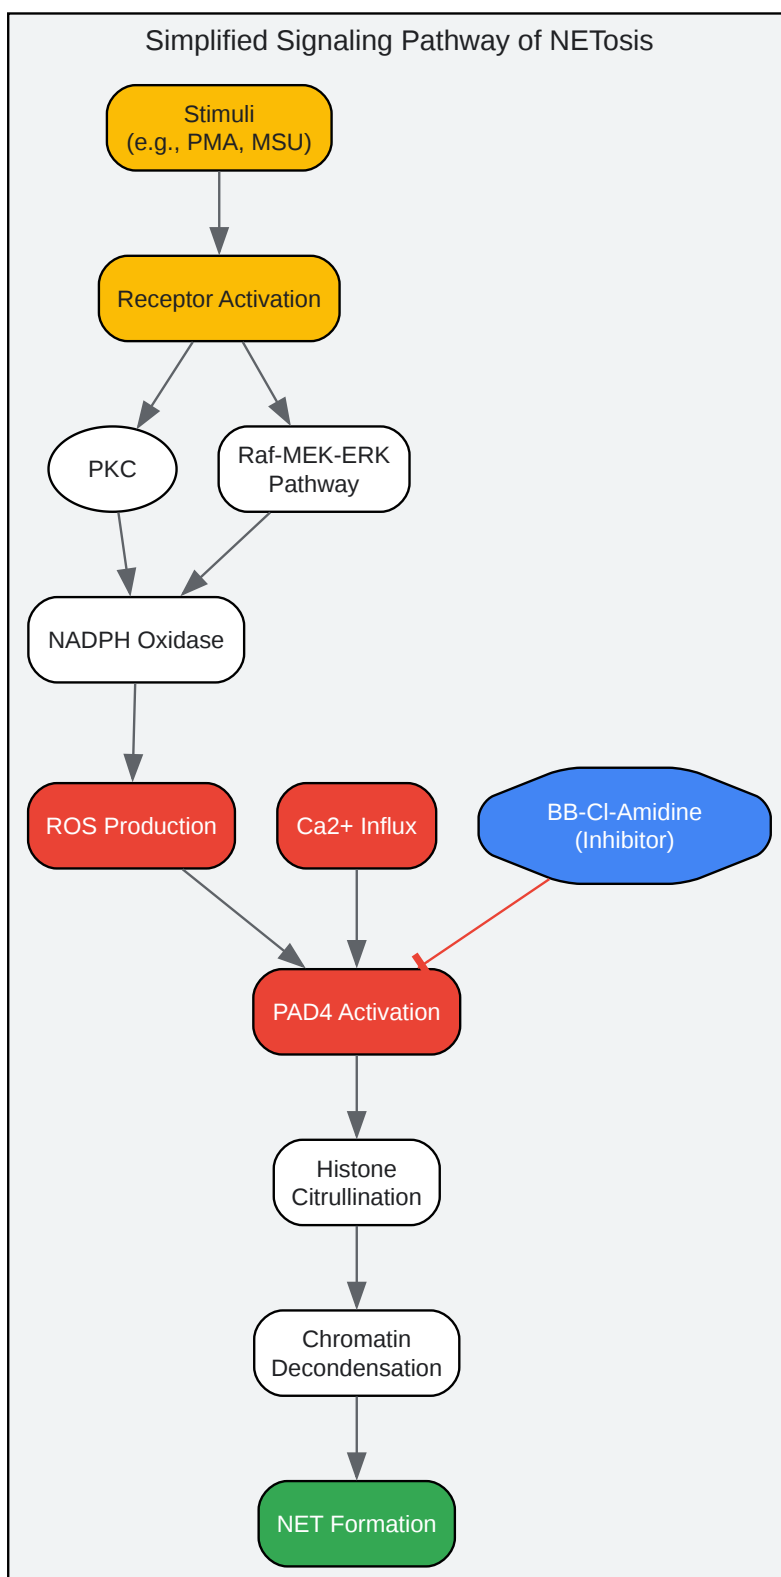 Simplified Signaling Pathway of NETosis
Stimuli
(e.g., PMA, MSU)
Receptor Activation
PKC
Raf-MEK-ERK
Pathway
NADPH Oxidase
ROS Production
Ca2+ Influx
BB-Cl-Amidine
(Inhibitor)
PAD4 Activation
Histone
Citrullination
Chromatin
Decondensation
NET Formation